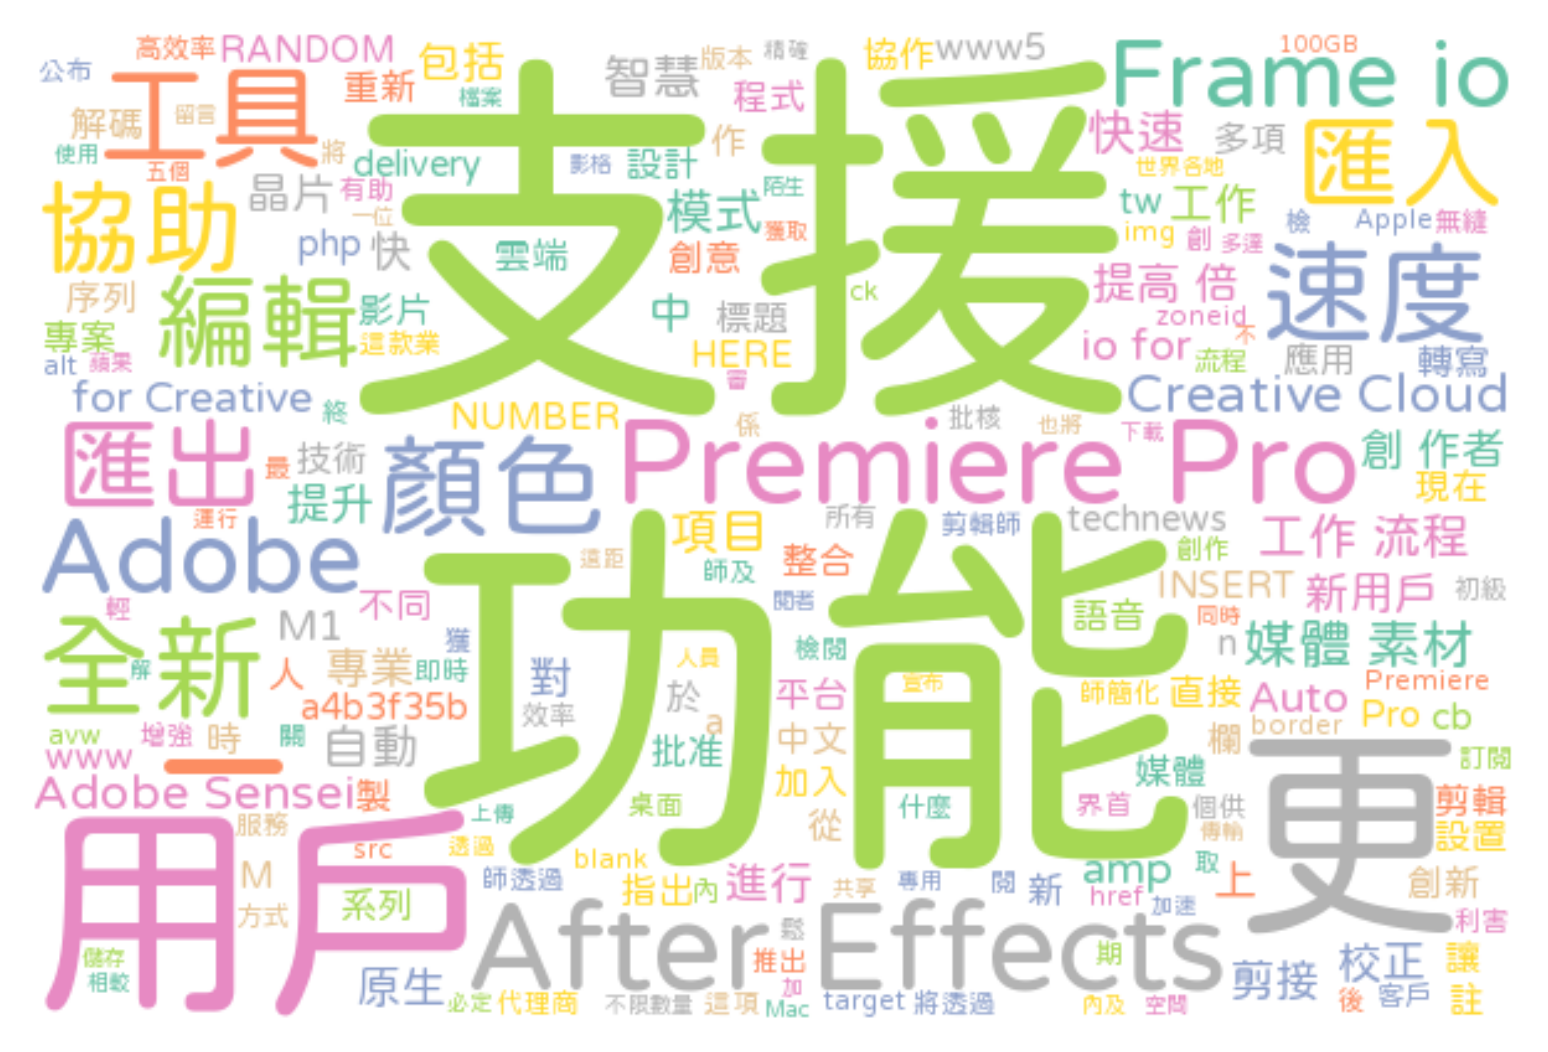 高效率 RANDOM 包括 智慧 版本 精確 協作 www5 Frame io 100GB
公布 工具 重新 檔案 程式 快速 多項 匯入
解碼 留言 將 作 支援
使用 五個 delivery 影格 設計 陌生 世界各地
協助 晶片 有助 一位 模式 獲取 tw 工作 檢 Apple 無縫
php 快 雲端 創意 img 創 多達 速度
序列 編輯 影片 中 標題 ck 提高 倍 zoneid 不
專案 這款業 HERE io for 流程 應用 轉寫
alt 蘋果 審
for Creative 終 NUMBER 係 批核 也將 下載 Creative Cloud
匯出 最 技術 顏色 Premiere Pro 創 作者
提升 運行 項目 所有 剪輯師 technews 現在
Adobe 遠距 師及 整合 創作 工作 流程
輕 不同 功能 閱者 INSERT 新用戶 初級
全新 M1 獲 語音 同時
解 人 專業 即時 對 人員 檢閱 宣布 n 媒體 素材
a4b3f35b 效率 於 a 平台 師簡化 直接 Auto Premiere
avw 增強 時 關 自動 批准 中文 欄 border Pro cb
www 一 加入 媒體 更 訂閱
Adobe Sensei 製 上傳 桌面 從 什麼 界首 個供 傳輸 剪輯
用戶 服務 src 透過 blank 設置
M 系列 師透過 指出 內 進行 共享 專用 閱 新 amp href 加速 取 上 創新
方式 After Effects 鬆 利害
儲存 相較 原生 推出 加 期 剪接 校正 讓
必定 代理商 不限數量 這項 Mac target 將透過 內及 空間 後 客戶 註